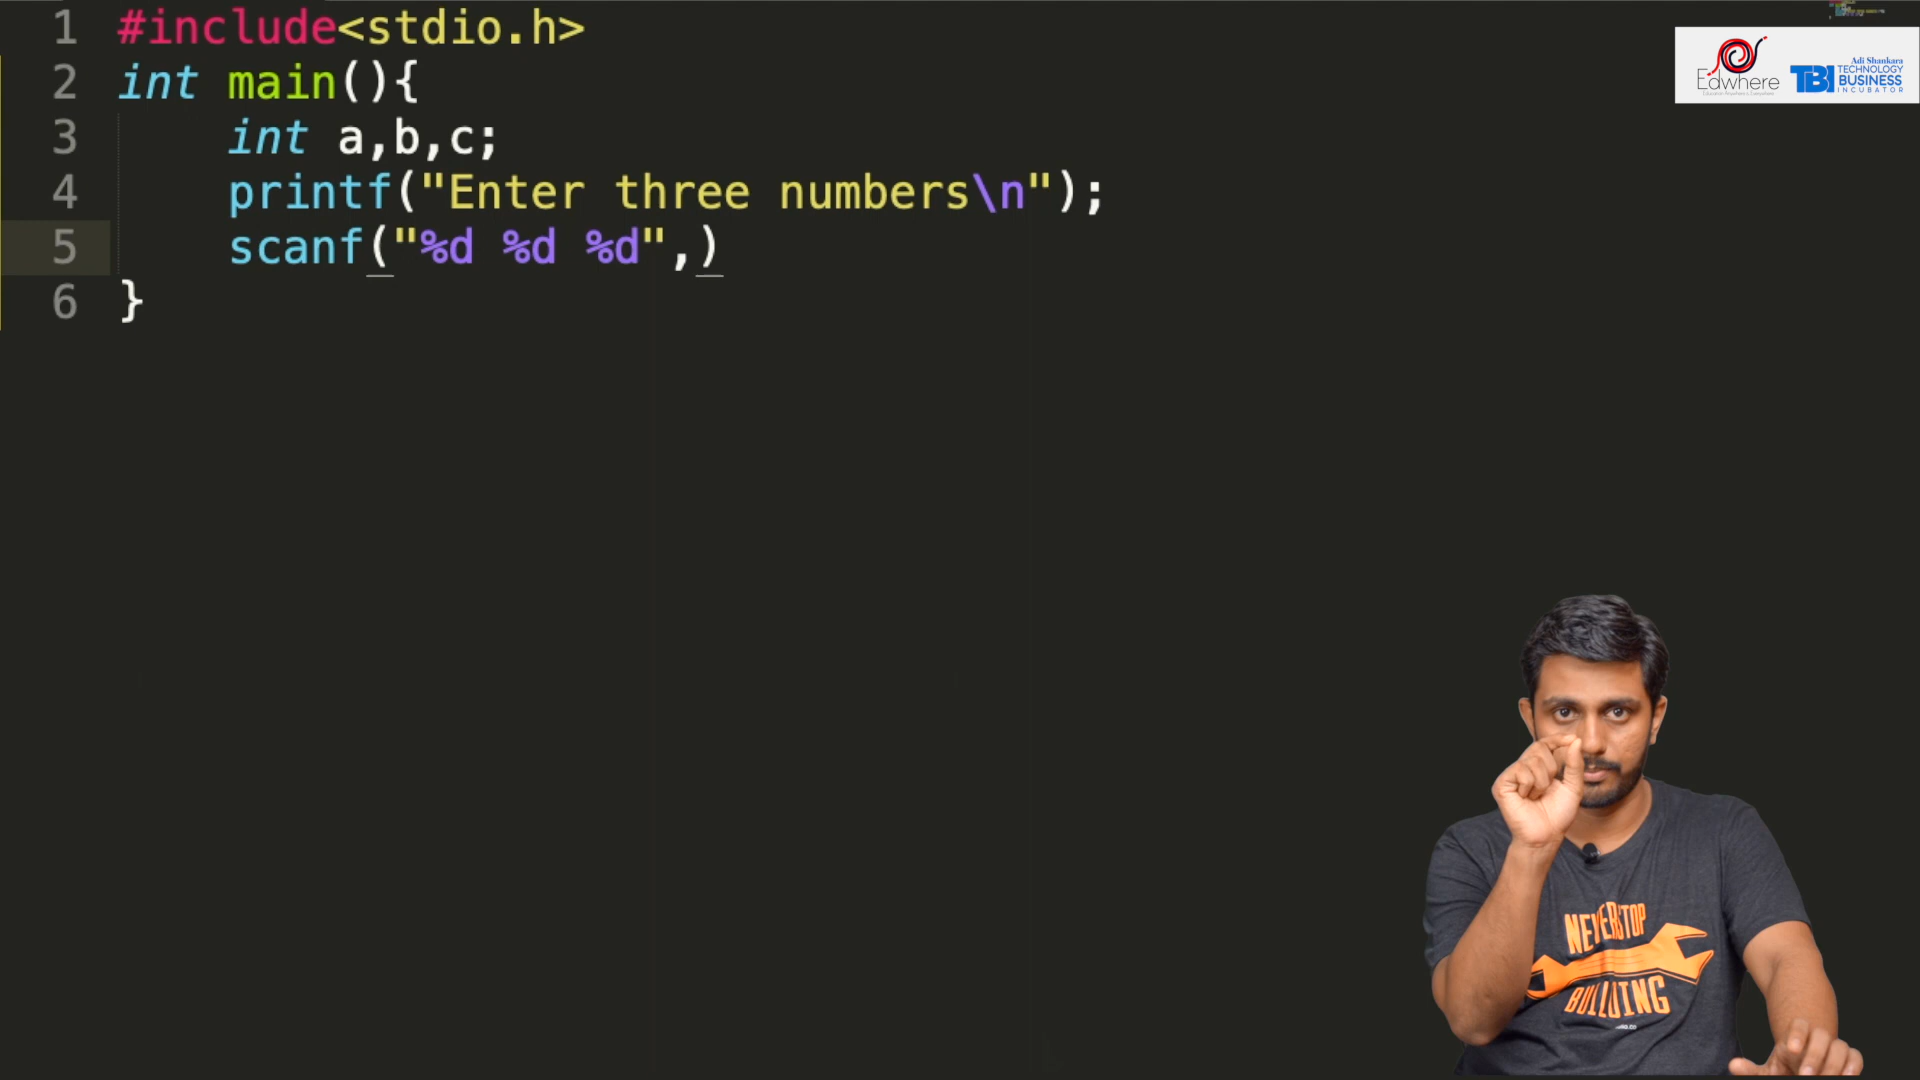 1 #include<stdio.h>
2 int main(){
3 int a,b,c;
4 printf("Enter three numbers\n");
5 scanf("%d %d %d",)
6 }
Edwhere
Adi Shankara
TBI TECHNOLOGY
BUSINESS
INCUBATOR
NEVER STOP
BUILDING